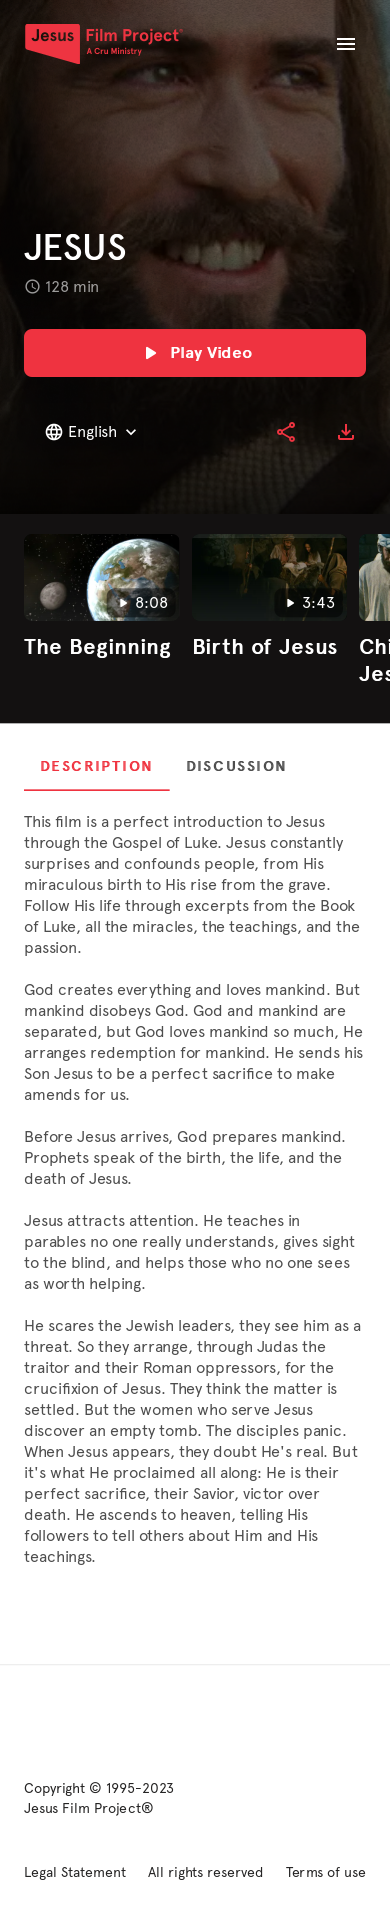 Jesus Film Project®
A Cru Ministry
JESUS
128 min
Play Video
English
8:08
3:43
The Beginning
Birth of Jesus
Chi
Jes
DESCRIPTION
DISCUSSION
This film is a perfect introduction to Jesus
through the Gospel of Luke. Jesus constantly
surprises and confounds people, from His
miraculous birth to His rise from the grave.
Follow His life through excerpts from the Book
of Luke, all the miracles, the teachings, and the
passion.
God creates everything and loves mankind. But
mankind disobeys God. God and mankind are
separated, but God loves mankind so much, He
arranges redemption for mankind. He sends his
Son Jesus to be a perfect sacrifice to make
amends for us.
Before Jesus arrives, God prepares mankind.
Prophets speak of the birth, the life, and the
death of Jesus.
Jesus attracts attention. He teaches in
parables no one really understands, gives sight
to the blind, and helps those who no one sees
as worth helping.
He scares the Jewish leaders, they see him as a
threat. So they arrange, through Judas the
traitor and their Roman oppressors, for the
crucifixion of Jesus. They think the matter is
settled. But the women who serve Jesus
discover an empty tomb. The disciples panic.
When Jesus appears, they doubt He's real. But
it's what He proclaimed all along: He is their
perfect sacrifice, their Savior, victor over
death. He ascends to heaven, telling His
followers to tell others about Him and His
teachings.
Copyright © 1995-2023
Jesus Film Project®
Legal Statement
All rights reserved
Terms of use